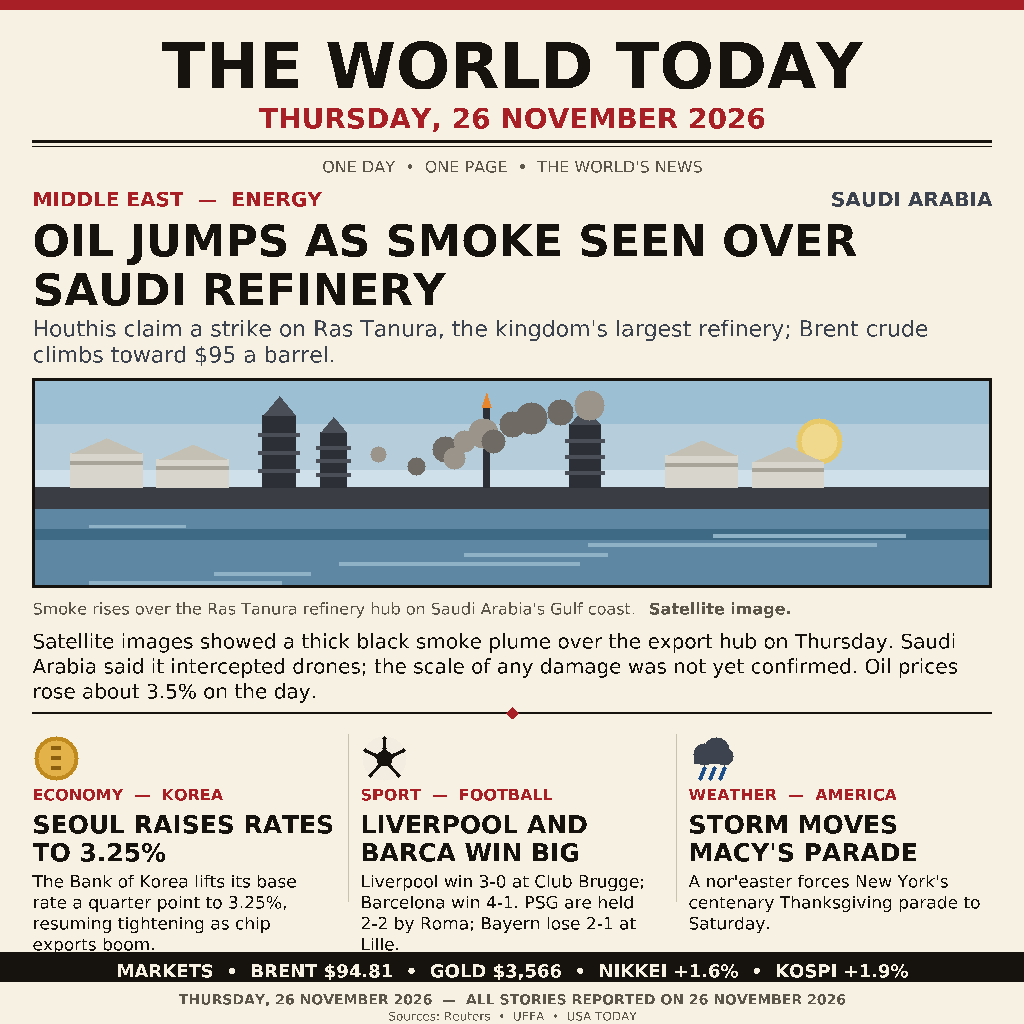 THE WORLD TODAY
THURSDAY, 26 NOVEMBER 2026
ONE DAY • ONE PAGE • THE WORLD'S NEWS
MIDDLE EAST — ENERGY
SAUDI ARABIA
OIL JUMPS AS SMOKE SEEN OVER
SAUDI REFINERY
Houthis claim a strike on Ras Tanura, the kingdom's largest refinery; Brent crude
climbs toward $95 a barrel.
Smoke rises over the Ras Tanura refinery hub on Saudi Arabia's Gulf coast. Satellite image.
Satellite images showed a thick black smoke plume over the export hub on Thursday. Saudi
Arabia said it intercepted drones; the scale of any damage was not yet confirmed. Oil prices
rose about 3.5% on the day.
ECONOMY — KOREA
SEOUL RAISES RATES
TO 3.25%
The Bank of Korea lifts its base
rate a quarter point to 3.25%,
resuming tightening as chip
exports boom.
SPORT — FOOTBALL
LIVERPOOL AND
BARCA WIN BIG
Liverpool win 3-0 at Club Brugge;
Barcelona win 4-1. PSG are held
2-2 by Roma; Bayern lose 2-1 at
Lille.
WEATHER — AMERICA
STORM MOVES
MACY'S PARADE
A nor'easter forces New York's
centenary Thanksgiving parade to
Saturday.
MARKETS • BRENT $94.81 • GOLD $3,566 • NIKKEI +1.6% • KOSPI +1.9%
THURSDAY, 26 NOVEMBER 2026 — ALL STORIES REPORTED ON 26 NOVEMBER 2026
Sources: Reuters • UEFA • USA TODAY